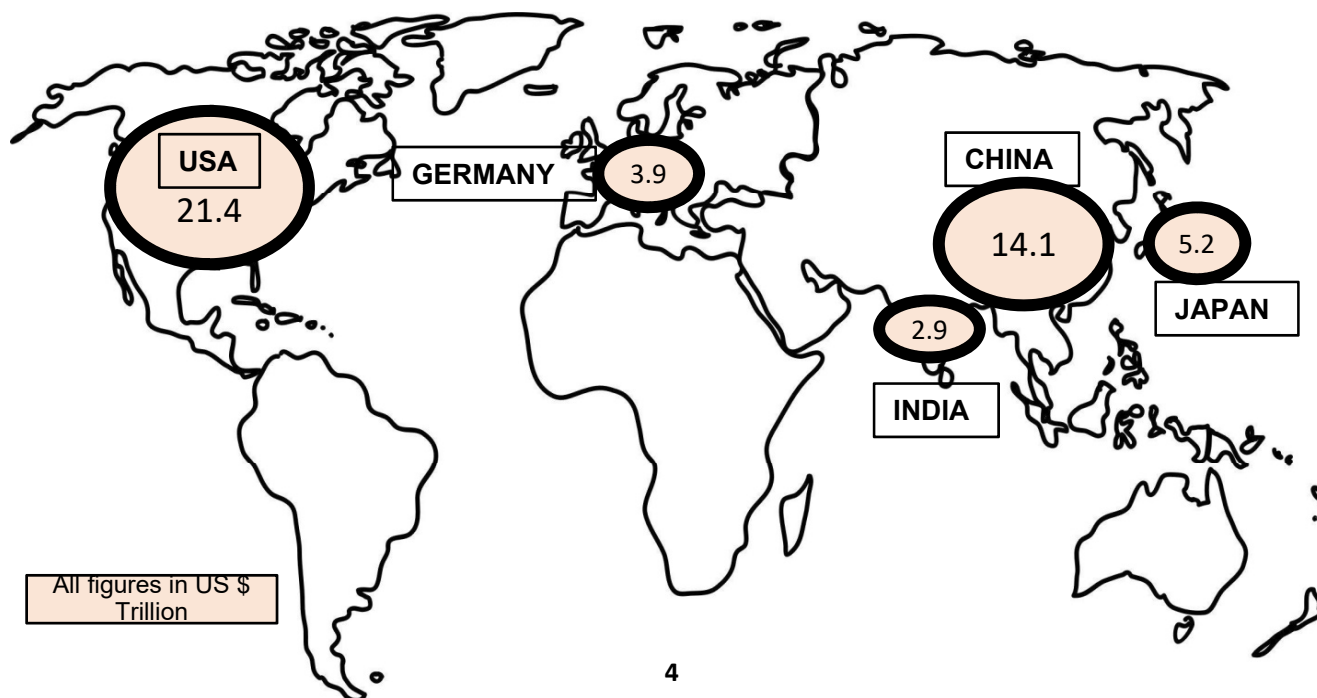 USA
21.4
GERMANY
3.9
CHINA
14.1
5.2
JAPAN
2.9
INDIA
All figures in US $
Trillion
4